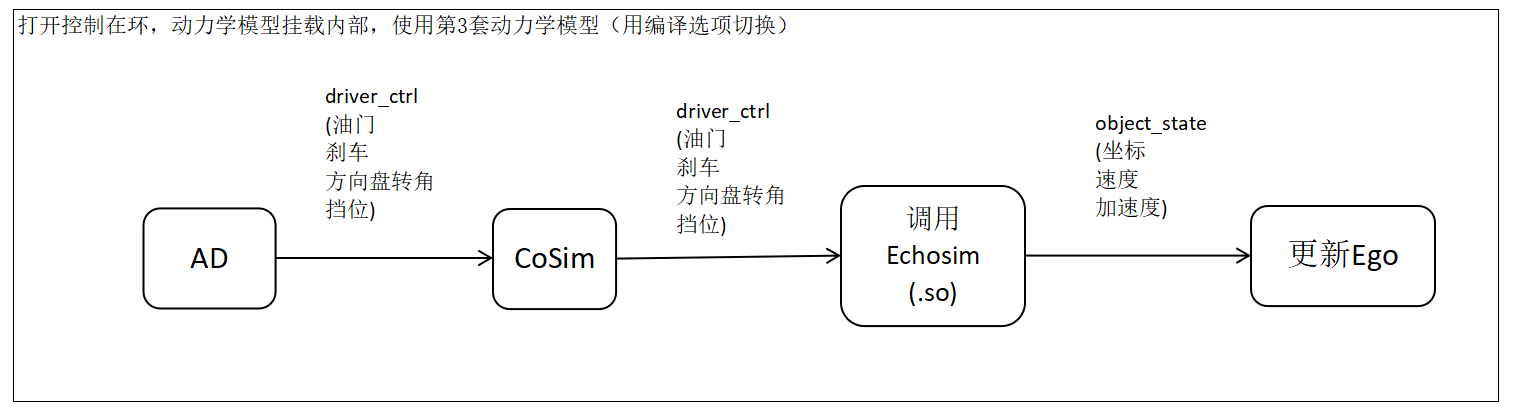 打开控制在环，动力学模型挂载内部，使用第3套动力学模型（用编译选项切换）
driver_ctrl
(油门
刹车
方向盘转角
挡位)
driver_ctrl
(油门
刹车
方向盘转角
挡位)
object_state
(坐标
速度
加速度)
AD
CoSim
调用
Echosim
(.so)
更新Ego